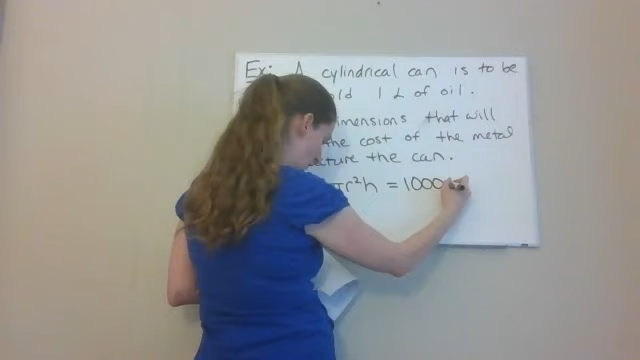 Ex: A cylindrical can is to be
old 1 L of oil.
imensions that will
the cost of the metal
cture the can.
πr²h = 1000